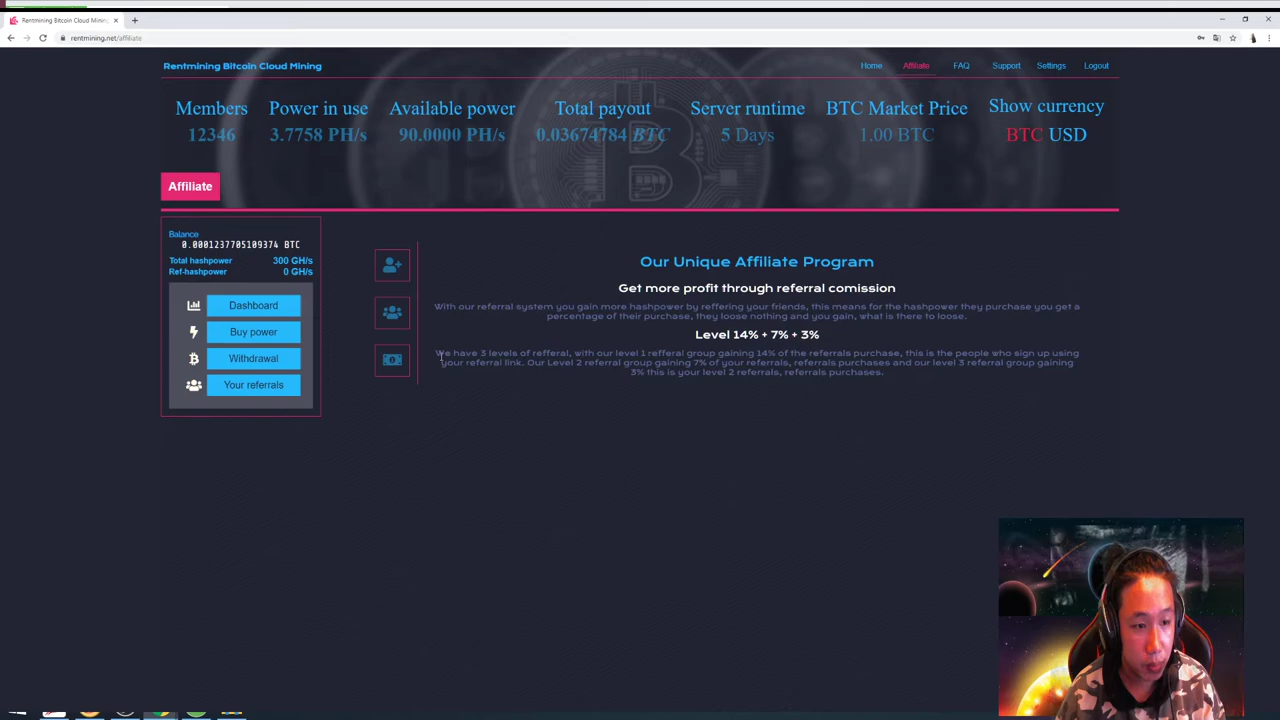 Rentmining Bitcoin Cloud Mining
rentmining.net/affiliate
Rentmining Bitcoin Cloud Mining
Home Affiliate FAQ Support Settings Logout
Members Power in use Available power Total payout Server runtime BTC Market Price Show currency
12346 3.7758 PH/s 90.0000 PH/s 0.03674784 BTC 5 Days 1.00 BTC BTC USD
Affiliate
Balance
0.0001237705109374 BTC
Total hashpower 300 GH/s
Ref-hashpower 0 GH/s
Dashboard
Buy power
Withdrawal
Your referrals
Our Unique Affiliate Program
Get more profit through referral comission
With our referral system you gain more hashpower by reffering your friends, this means for the hashpower they purchase you get a
percentage of their purchase, they loose nothing and you gain, what is there to loose.
Level 14% + 7% + 3%
We have 3 levels of refferal, with our level 1 refferal group gaining 14% of the referrals purchase, this is the people who sign up using
your referral link. Our Level 2 referral group gaining 7% of your referrals, referrals purchases and our level 3 referral group gaining
3% this is your level 2 referrals, referrals purchases.